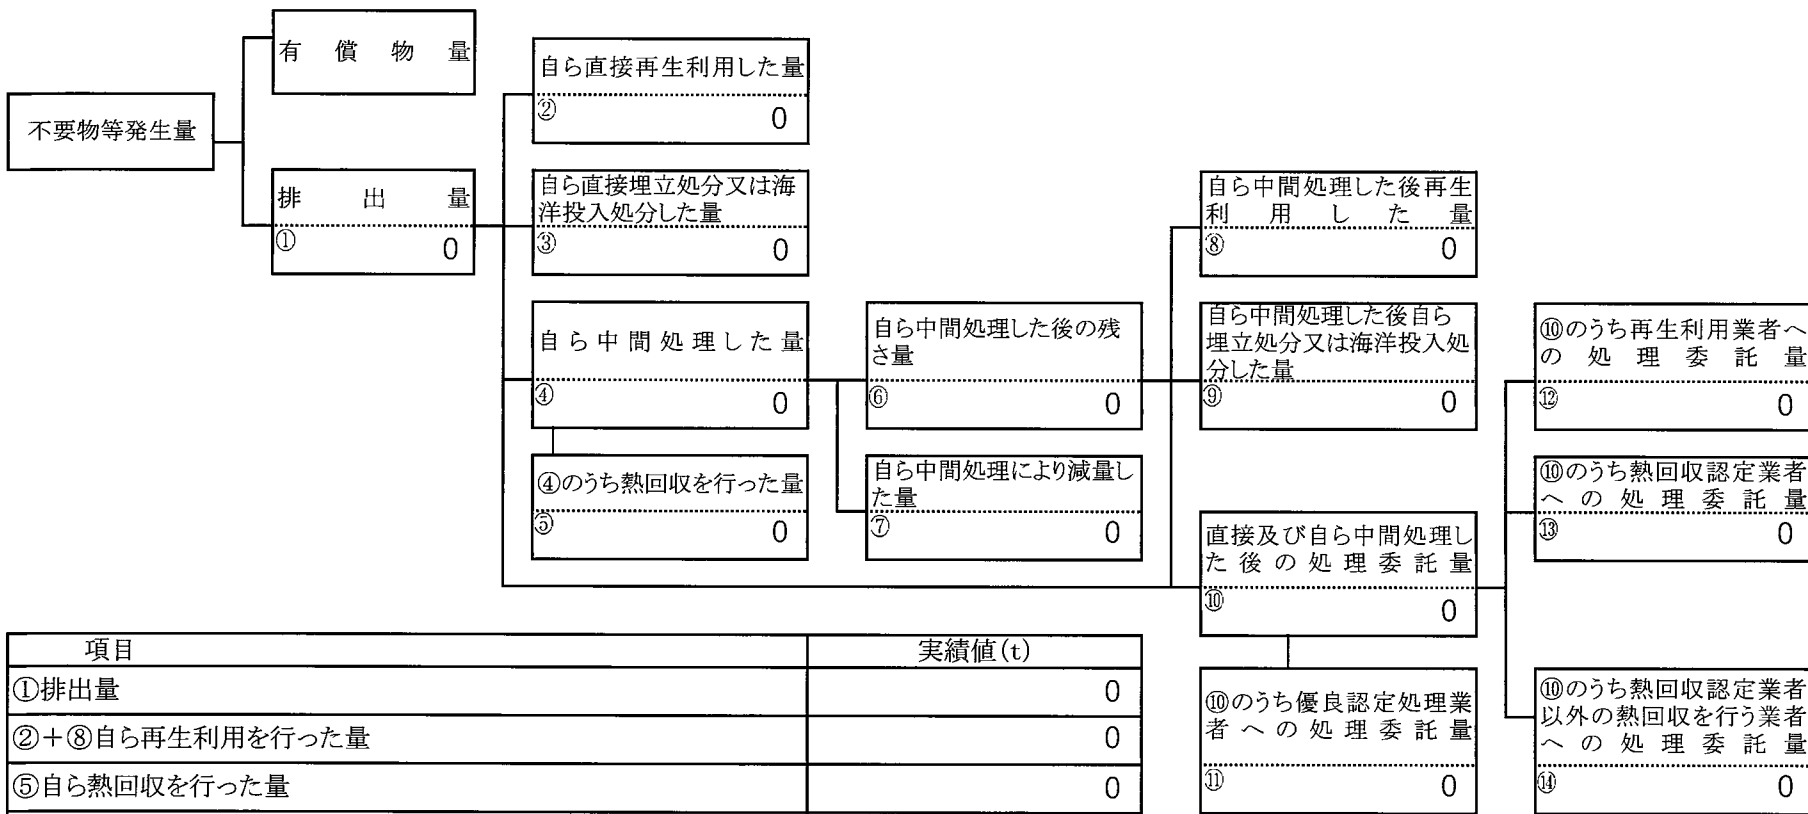 有償物量
不要物等発生量
排出量
① 0
自ら直接再生利用した量
② 0
自ら直接埋立処分又は海
洋投入処分した量
③ 0
自ら中間処理した量
④ 0
④のうち熱回収を行った量
⑤ 0
自ら中間処理した後の残
さ量
⑥ 0
自ら中間処理により減量し
た量
⑦ 0
自ら中間処理した後再生
利用した量
⑧ 0
自ら中間処理した後自ら
埋立処分又は海洋投入処
分した量
⑨ 0
直接及び自ら中間処理し
た後の処理委託量
⑩ 0
⑩のうち優良認定処理業
者への処理委託量
⑪ 0
⑩のうち再生利用業者へ
の処理委託量
⑫ 0
⑩のうち熱回収認定業者
への処理委託量
⑬ 0
⑩のうち熱回収認定業者
以外の熱回収を行う業者
への処理委託量
⑭ 0
項目 実績値(t)
①排出量 0
②+⑧自ら再生利用を行った量 0
⑤自ら熱回収を行った量 0